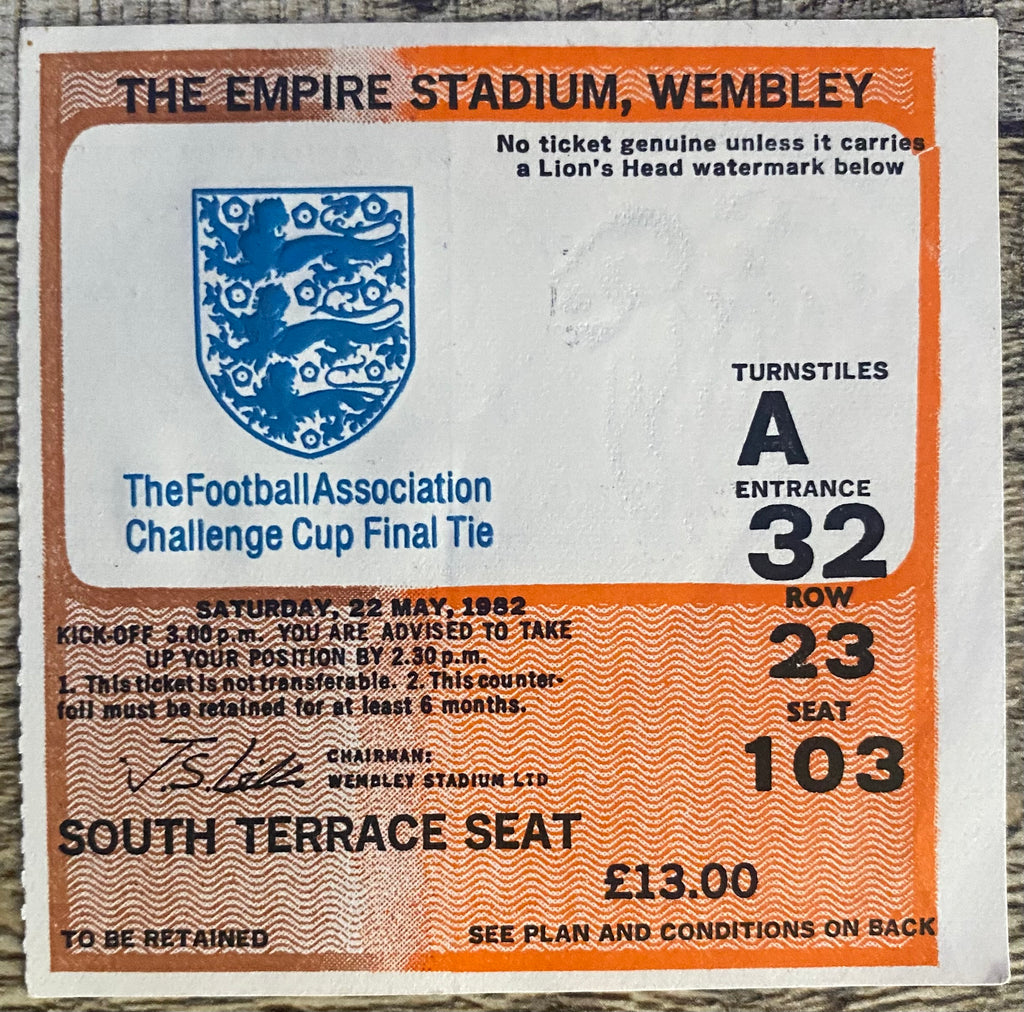 THE EMPIRE STADIUM, WEMBLEY
No ticket genuine unless it carries
a Lion's Head watermark below
TURNSTILES
A
ENTRANCE
32
The Football Association
Challenge Cup Final Tie
ROW
23
SEAT
103
SATURDAY, 22 MAY, 1982
KICK-OFF 3.00 p.m. YOU ARE ADVISED TO TAKE
UP YOUR POSITION BY 2.30 p.m.
1. This ticket is not transferable. 2. This counter-
foil must be retained for at least 6 months.
CHAIRMAN:
WEMBLEY STADIUM LTD
SOUTH TERRACE SEAT
£13.00
TO BE RETAINED
SEE PLAN AND CONDITIONS ON BACK